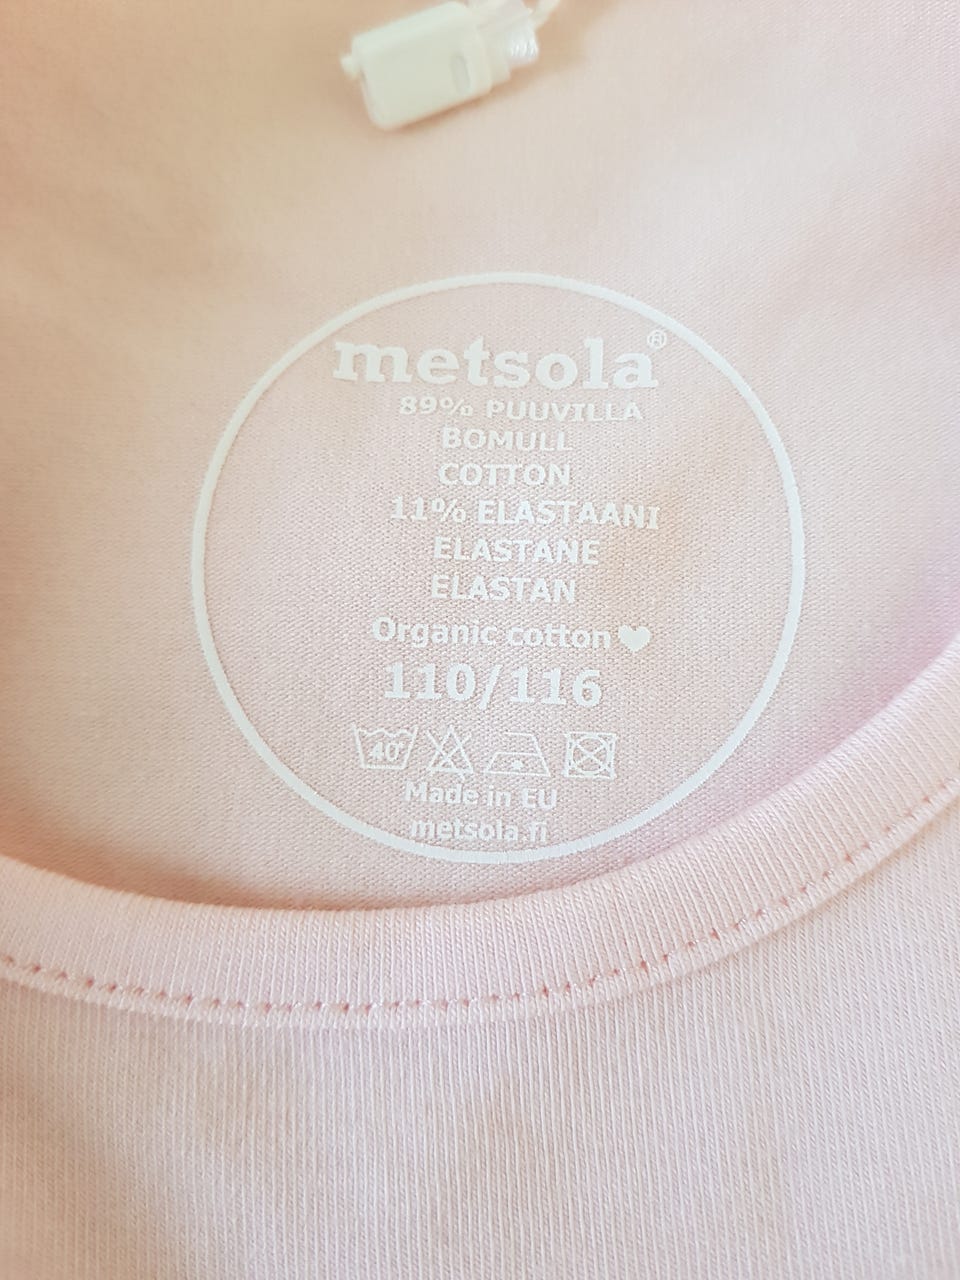 metsola®
89% PUUVILLA
BOMULL
COTTON
11% ELASTAANI
ELASTANE
ELASTAN
Organic cotton ♥
110/116
40°
Made in EU
metsola.fi